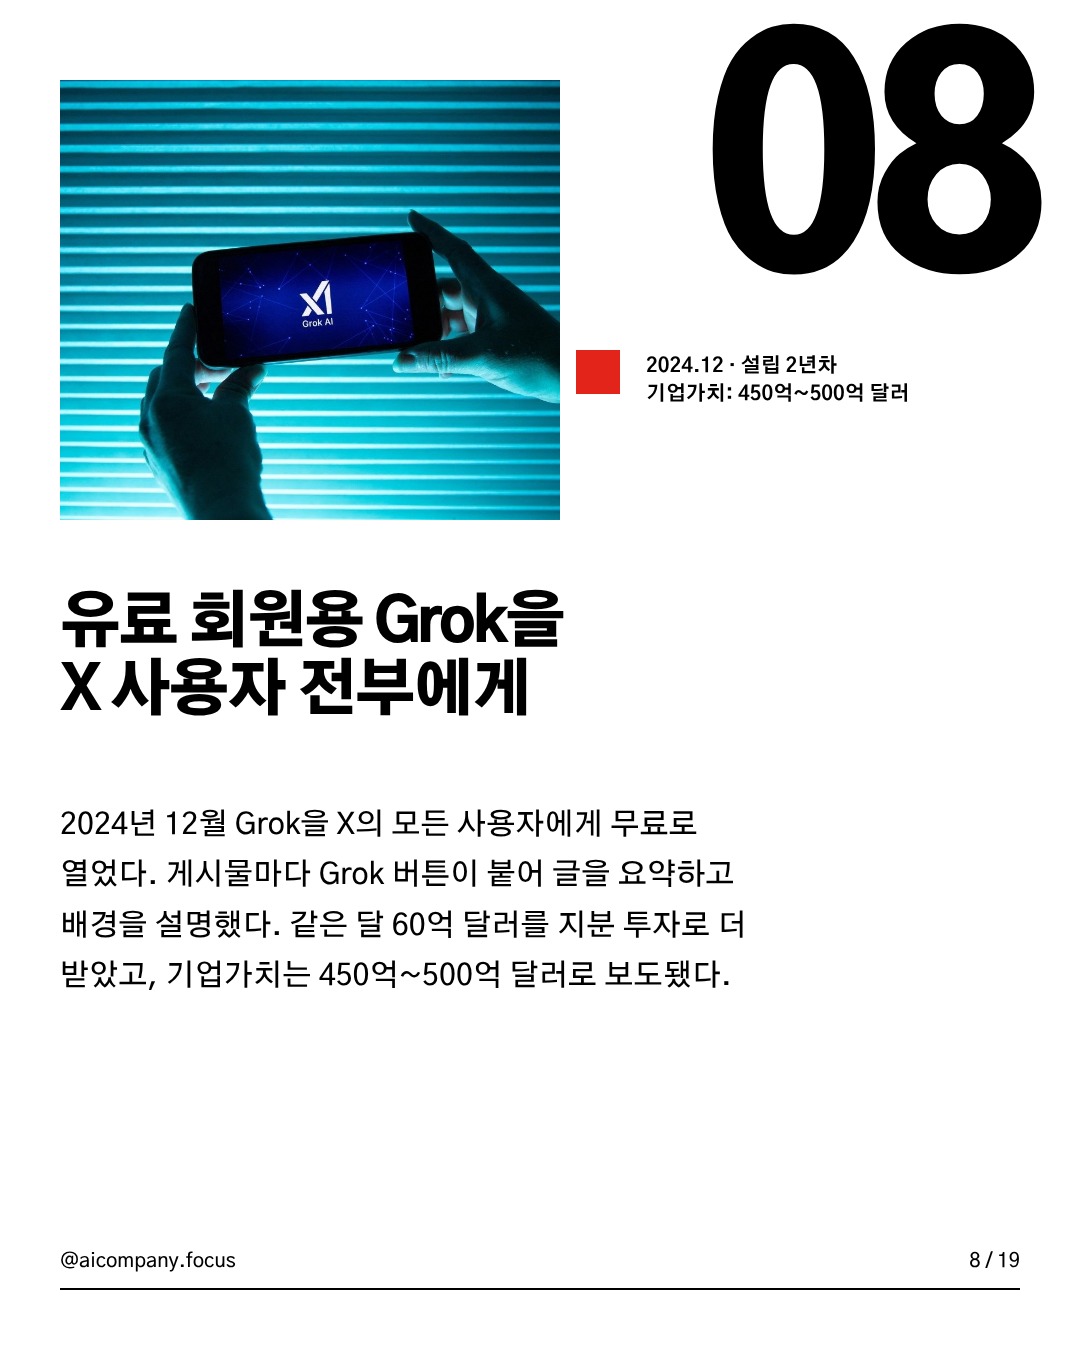 08
xAI
Grok AI
2024.12 · 설립 2년차
기업가치: 450억~500억 달러
유료 회원용 Grok을
X 사용자 전부에게
2024년 12월 Grok을 X의 모든 사용자에게 무료로
열었다. 게시물마다 Grok 버튼이 붙어 글을 요약하고
배경을 설명했다. 같은 달 60억 달러를 지분 투자로 더
받았고, 기업가치는 450억~500억 달러로 보도됐다.
@aicompany.focus
8 / 19